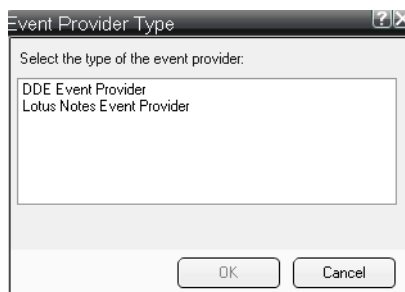 Event Provider Type
Select the type of the event provider:
DDE Event Provider
Lotus Notes Event Provider
OK Cancel